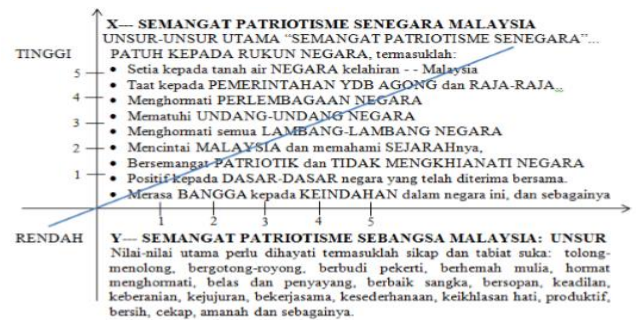 X--- SEMANGAT PATRIOTISME SENEGARA MALAYSIA
UNSUR-UNSUR UTAMA “SEMANGAT PATRIOTISME SENEGARA”...
TINGGI
PATUH KEPADA RUKUN NEGARA, termasuklah:
5
• Setia kepada tanah air NEGARA kelahiran - - Malaysia
• Taat kepada PEMERINTAHAN YDB AGONG dan RAJA-RAJA..
4
• Menghormati PERLEMBAGAAN NEGARA
• Mematuhi UNDANG-UNDANG NEGARA
3
• Menghormati semua LAMBANG-LAMBANG NEGARA
2
• Mencintai MALAYSIA dan memahami SEJARAHnya,
• Bersemangat PATRIOTIK dan TIDAK MENGKHIANATI NEGARA
1
• Positif kepada DASAR-DASAR negara yang telah diterima bersama.
• Merasa BANGGA kepada KEINDAHAN dalam negara ini, dan sebagainya
1 2 3 4 5
RENDAH
Y--- SEMANGAT PATRIOTISME SEBANGSA MALAYSIA: UNSUR
Nilai-nilai utama perlu dihayati termasuklah sikap dan tabiat suka: tolong-
menolong, bergotong-royong, berbudi pekerti, berhemah mulia, hormat
menghormati, belas dan penyayang, berbaik sangka, bersopan, keadilan,
keberanian, kejujuran, bekerjasama, kesederhanaan, keikhlasan hati, produktif,
bersih, cekap, amanah dan sebagainya.